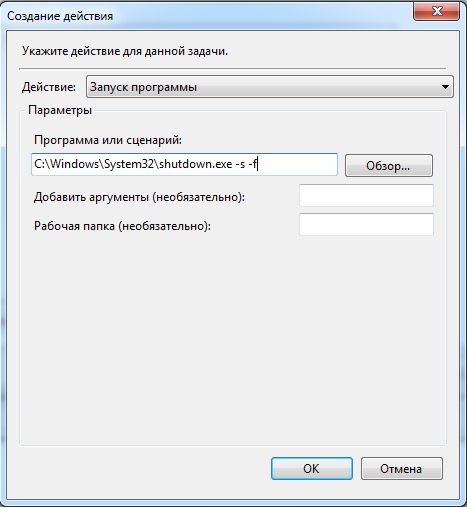 Создание действия
Укажите действие для данной задачи.
Действие: Запуск программы
Параметры
Программа или сценарий:
C:\Windows\System32\shutdown.exe -s -f
Обзор...
Добавить аргументы (необязательно):
Рабочая папка (необязательно):
OK Отмена